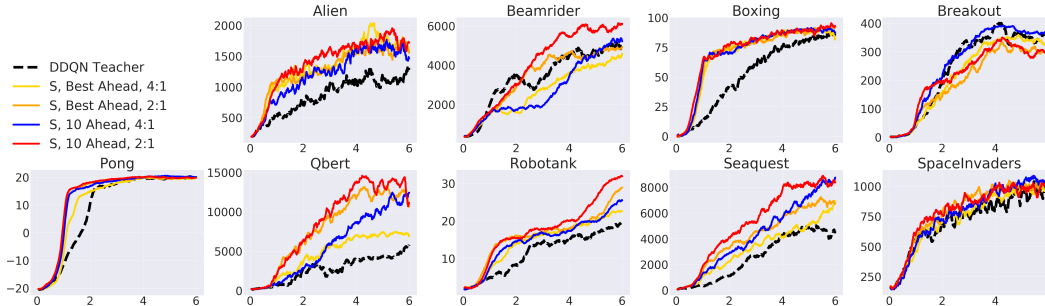 Alien
Beamrider
Boxing
Breakout
2000
1500
1000
500
0 2 4 6
6000
4000
2000
0 2 4 6
100
75
50
25
0
0 2 4 6
400
300
200
100
0
0 2 4 6
DDQN Teacher
S, Best Ahead, 4:1
S, Best Ahead, 2:1
S, 10 Ahead, 4:1
S, 10 Ahead, 2:1
Pong
Qbert
Robotank
Seaquest
SpaceInvaders
20
10
0
−10
−20
0 2 4 6
15000
10000
5000
0
0 2 4 6
30
20
10
0 2 4 6
8000
6000
4000
2000
0
0 2 4 6
1000
750
500
250
0 2 4 6